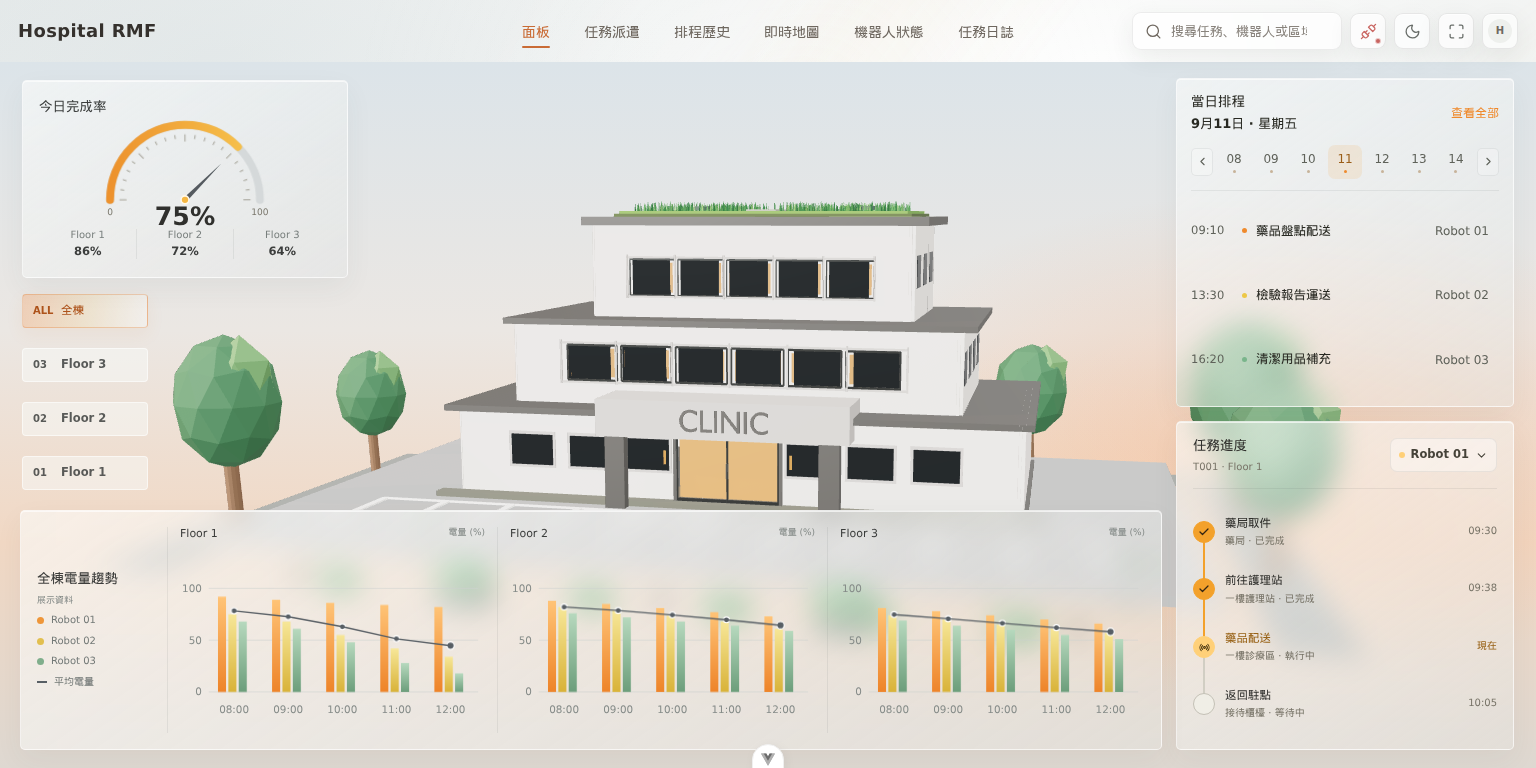 Hospital RMF
面板
任務派遣
排程歷史
即時地圖
機器人狀態
任務日誌
搜尋任務、機器人或區
H
今日完成率
0
100
75%
Floor 1
Floor 2
Floor 3
86%
72%
64%
ALL 全棟
03 Floor 3
02 Floor 2
01 Floor 1
CLINIC
當日排程
9月11日・星期五
查看全部
08 09 10 11 12 13 14
09:10 藥品盤點配送 Robot 01
13:30 檢驗報告運送 Robot 02
16:20 清潔用品補充 Robot 03
任務進度
T001 · Floor 1
Robot 01
藥局取件
藥局 · 已完成
09:30
前往護理站
一樓護理站 · 已完成
09:38
藥品配送
一樓診療區 · 執行中
現在
返回駐點
接待櫃檯 · 等待中
10:05
全棟電量趨勢
展示資料
Robot 01
Robot 02
Robot 03
平均電量
Floor 1
電量 (%)
100
50
0
08:00 09:00 10:00 11:00 12:00
Floor 2
電量 (%)
100
50
0
08:00 09:00 10:00 11:00 12:00
Floor 3
電量 (%)
100
50
0
08:00 09:00 10:00 11:00 12:00